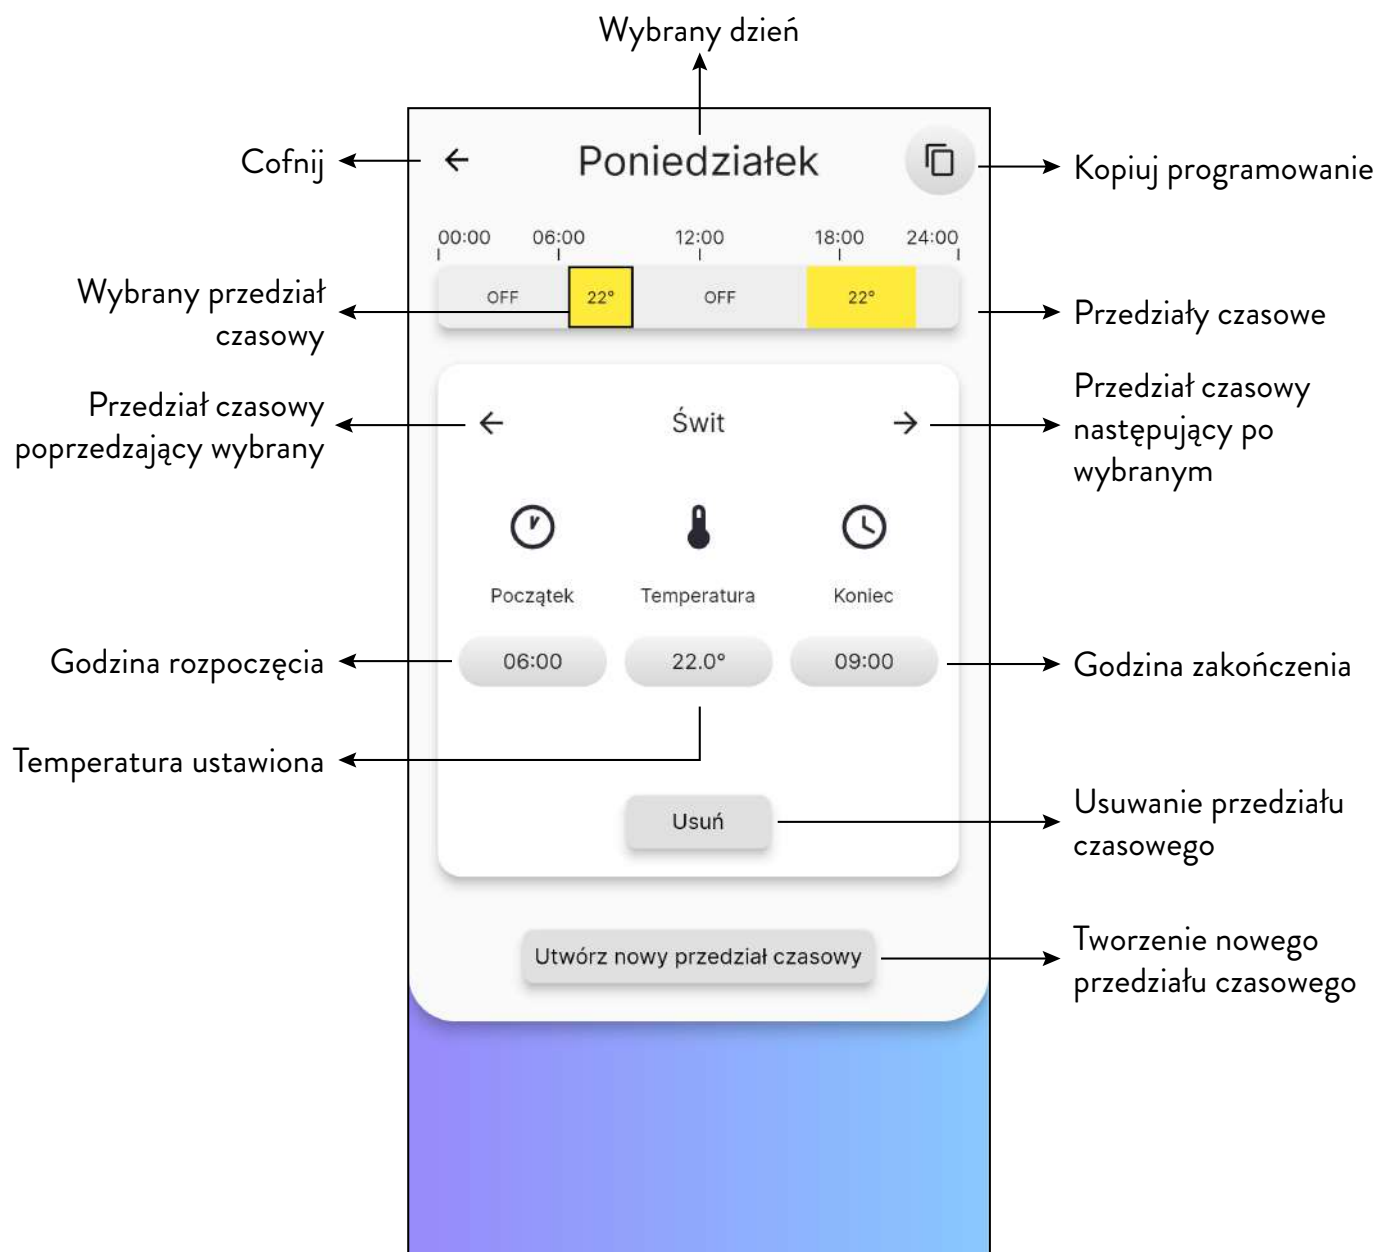 Wybrany dzień
Cofnij
Poniedziałek
Kopiuj programowanie
00:00 06:00 12:00 18:00 24:00
Wybrany przedział
czasowy
OFF 22° OFF 22°
Przedziały czasowe
Przedział czasowy
poprzedzający wybrany
Świt
Przedział czasowy
następujący po
wybranym
Początek Temperatura Koniec
Godzina rozpoczęcia
06:00 22.0° 09:00
Godzina zakończenia
Temperatura ustawiona
Usuń
Usuwanie przedziału
czasowego
Utwórz nowy przedział czasowy
Tworzenie nowego
przedziału czasowego